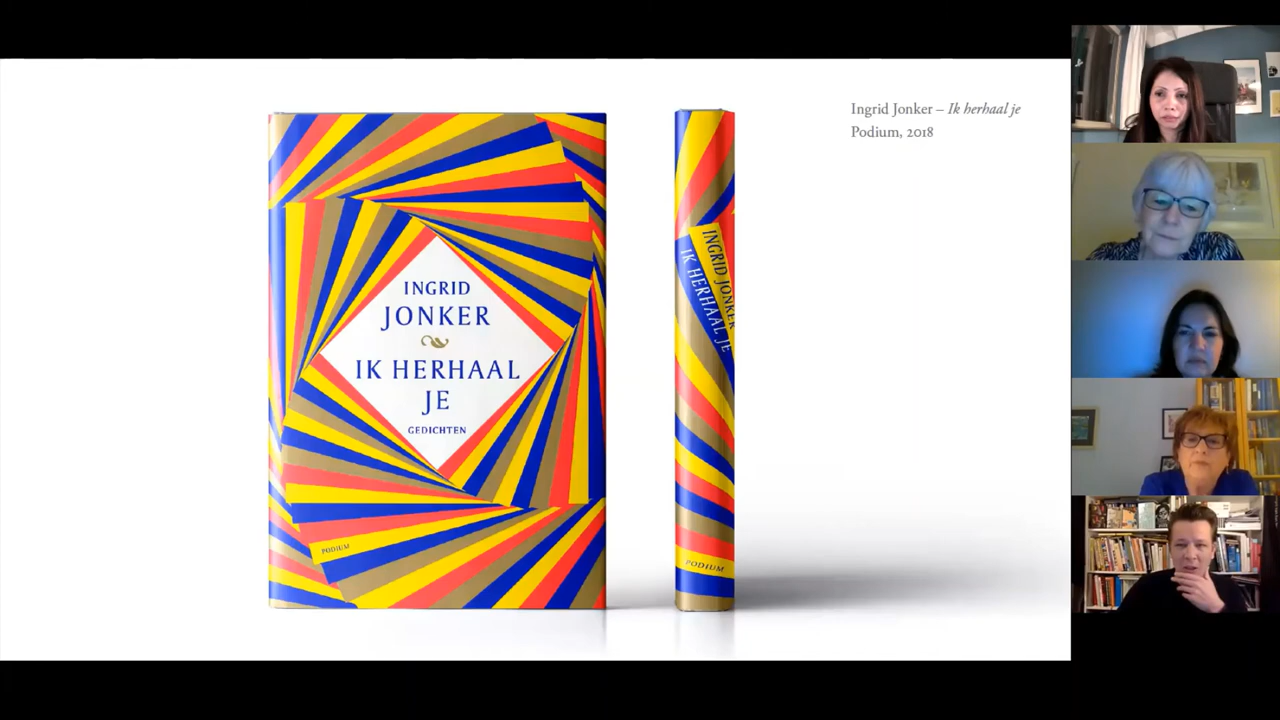 Ingrid Jonker – Ik herhaal je
Podium, 2018
INGRID
JONKER
IK HERHAAL
JE
GEDICHTEN
PODIUM
INGRID JONKER
IK HERHAAL JE
PODIUM